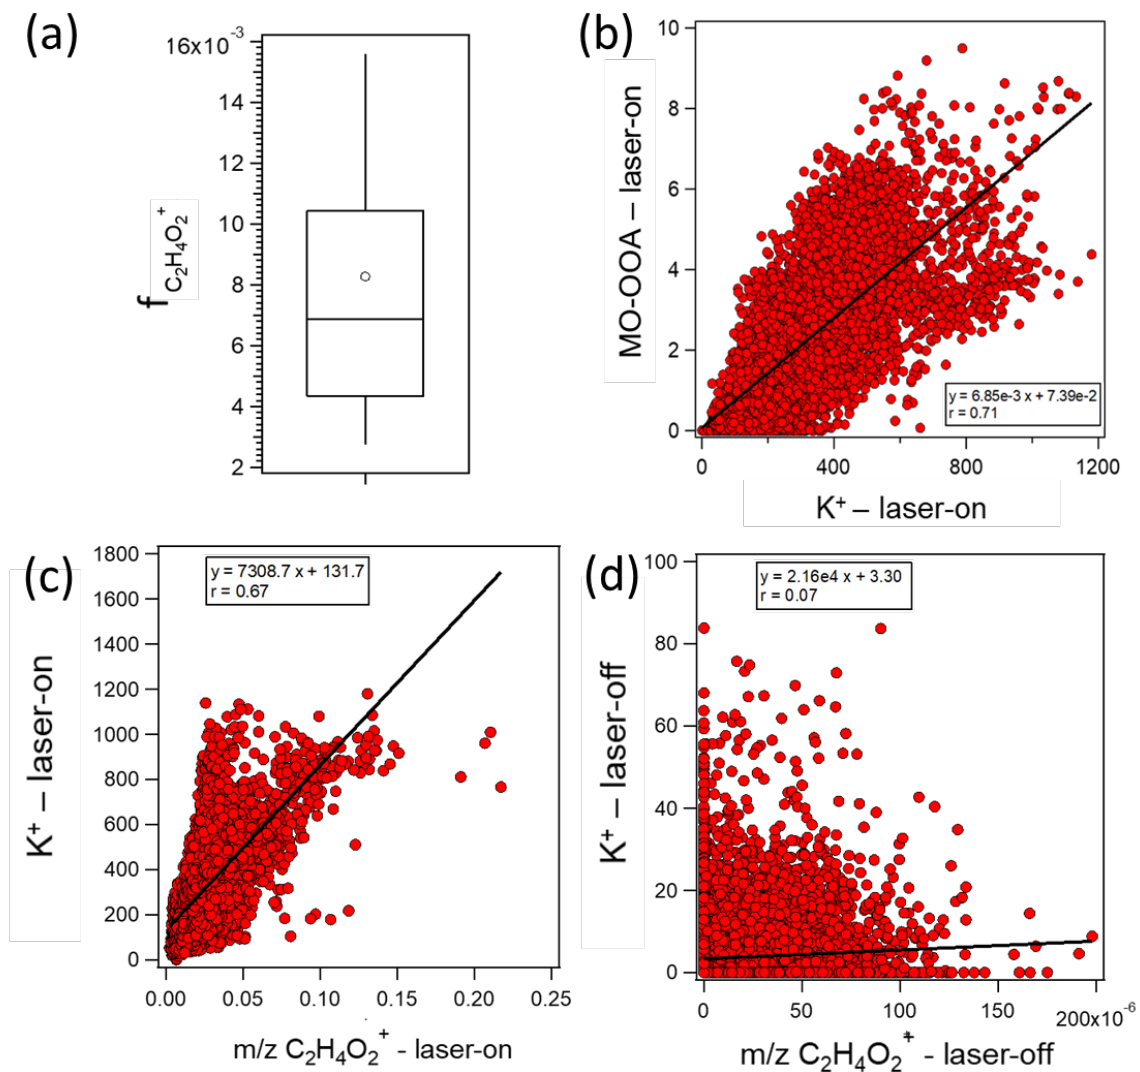 (a)
16x10⁻³
14
12
10
8
6
4
2
f C₂H₄O₂⁺
(b)
10
8
6
4
2
0
MO-OOA – laser-on
y = 6.85e-3 x + 7.39e-2
r = 0.71
0 400 800 1200
K⁺ – laser-on
(c)
1800
1600
1400
1200
1000
800
600
400
200
0
K⁺ – laser-on
y = 7308.7 x + 131.7
r = 0.67
0.00 0.05 0.10 0.15 0.20 0.25
m/z C₂H₄O₂⁺ - laser-on
(d)
100
80
60
40
20
0
K⁺ – laser-off
y = 2.16e4 x + 3.30
r = 0.07
0 50 100 150 200x10⁻⁶
m/z C₂H₄O₂⁺ - laser-off